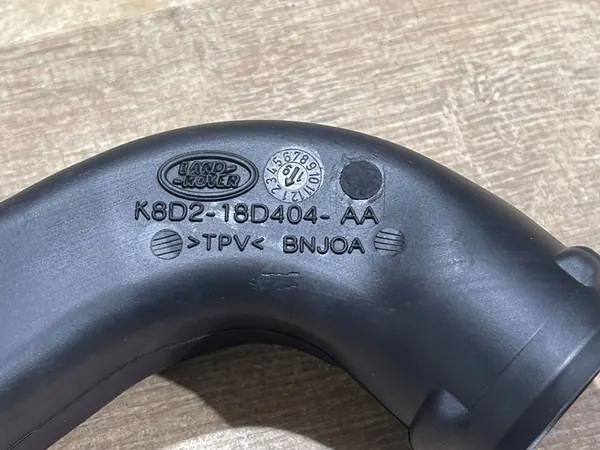 LAND-
-ROVER
K8D2-18D404-AA
>TPV< BNJOA